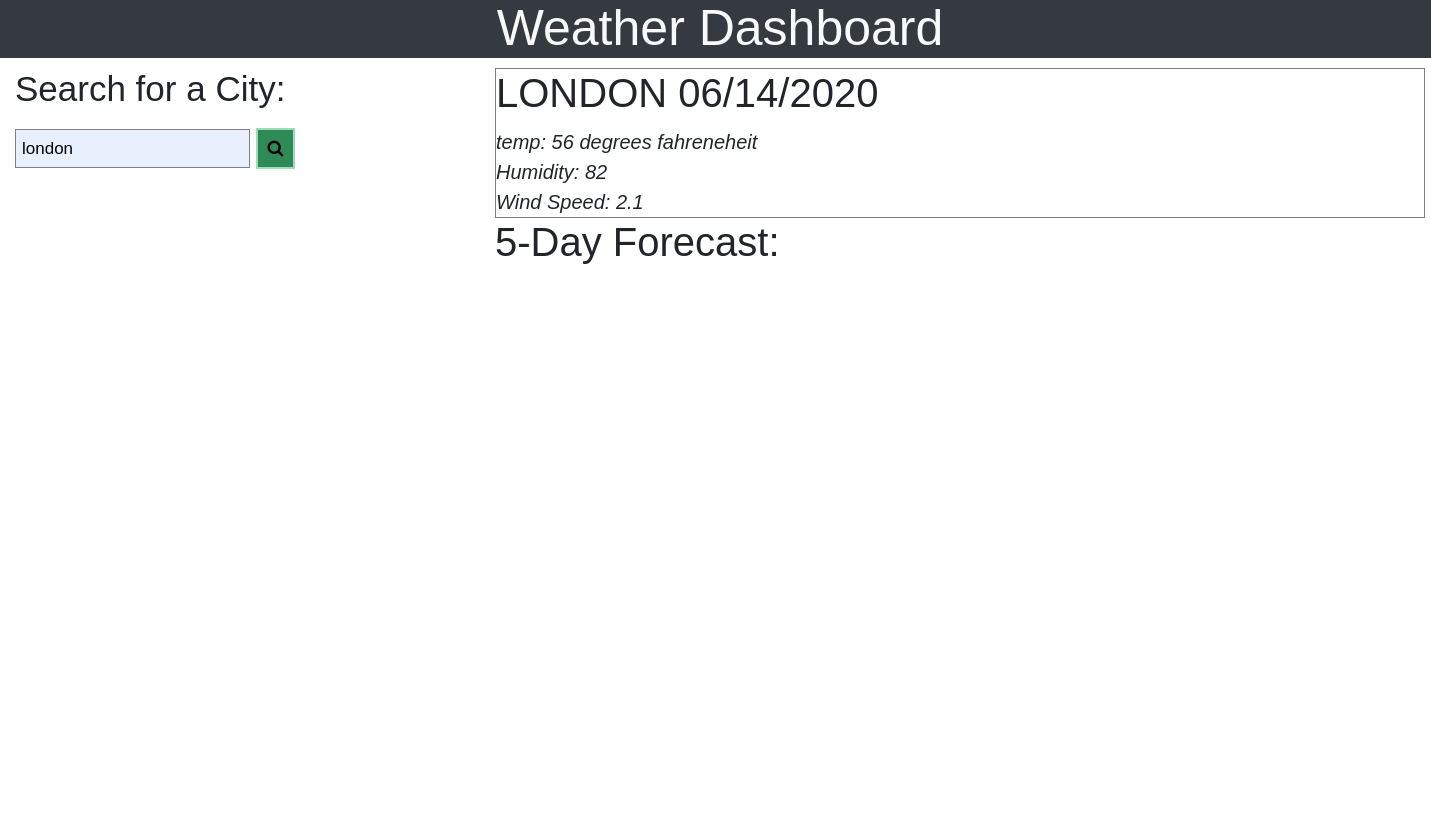 Weather Dashboard
Search for a City:
london
LONDON 06/14/2020
temp: 56 degrees fahreneheit
Humidity: 82
Wind Speed: 2.1
5-Day Forecast: